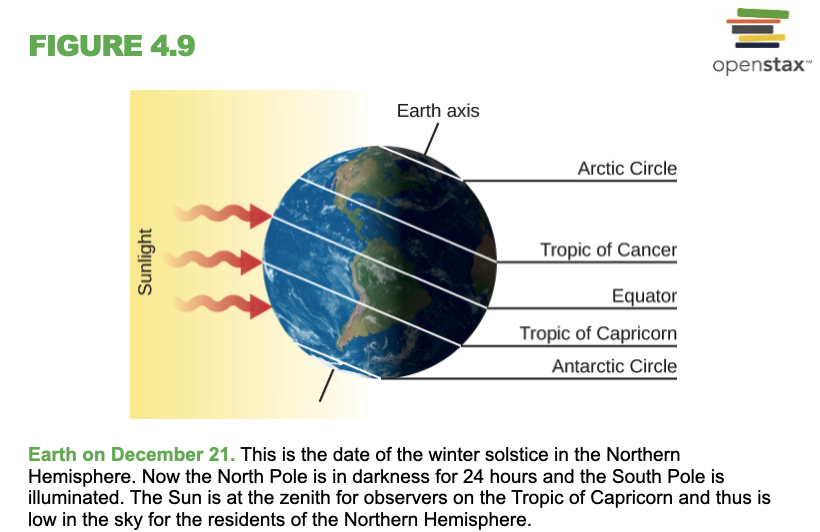 FIGURE 4.9
openstax™
Earth axis
Arctic Circle
Sunlight
Tropic of Cancer
Equator
Tropic of Capricorn
Antarctic Circle
Earth on December 21. This is the date of the winter solstice in the Northern
Hemisphere. Now the North Pole is in darkness for 24 hours and the South Pole is
illuminated. The Sun is at the zenith for observers on the Tropic of Capricorn and thus is
low in the sky for the residents of the Northern Hemisphere.